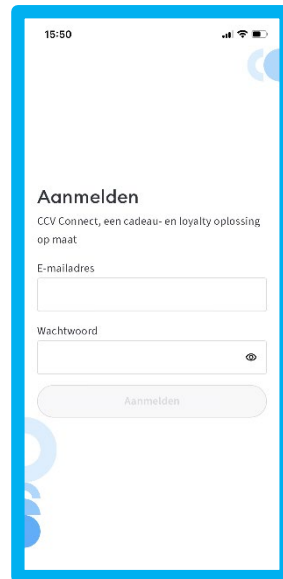 15:50
Aanmelden
CCV Connect, een cadeau- en loyalty oplossing
op maat
E-mailadres
Wachtwoord
Aanmelden